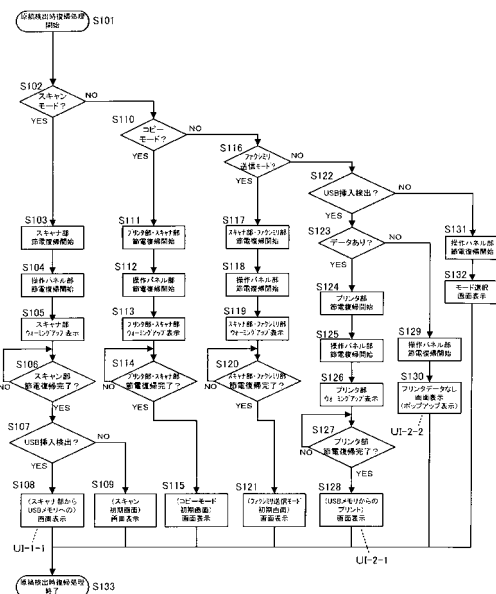 原稿検出時復帰処理
開始
S101
S102
スキャン
モード?
NO
YES
S110
コピー
モード?
NO
YES
S116
ファクシミリ
送信モード?
NO
YES
S122
USB挿入検出?
NO
YES
S103
スキャナ部
節電復帰開始
S104
操作パネル部
節電復帰開始
S105
スキャナ部
ウォーミングアップ表示
S106
スキャン部
節電復帰完了?
NO
YES
S107
USB挿入検出?
NO
YES
S108
(スキャナ部から
USBメモリへの)
画面表示
UI-1-1
S109
(スキャン
初期画面)
画面表示
S111
プリンタ部・スキャナ部
節電復帰開始
S112
操作パネル部
節電復帰開始
S113
プリンタ部・スキャナ部
ウォーミングアップ表示
S114
プリンタ部・スキャナ部
節電復帰完了?
NO
YES
S115
(コピーモード
初期画面)
画面表示
S117
スキャナ部・ファクシミリ部
節電復帰開始
S118
操作パネル部
節電復帰開始
S119
スキャナ部・ファクシミリ部
ウォーミングアップ表示
S120
スキャナ部・ファクシミリ部
節電復帰完了?
NO
YES
S121
(ファクシミリ送信モード
初期画面)
画面表示
S123
データあり?
NO
YES
S124
プリンタ部
節電復帰開始
S125
操作パネル部
節電復帰開始
S126
プリンタ部
ウォーミングアップ表示
S127
プリンタ部
節電復帰完了?
NO
YES
S128
(USBメモリからの
プリント)
画面表示
UI-2-1
S129
操作パネル部
節電復帰開始
S130
プリンタデータなし
画面表示
(ポップアップ表示)
UI-2-2
S131
操作パネル部
節電復帰開始
S132
モード選択
画面表示
原稿検出時復帰処理
終了
S133